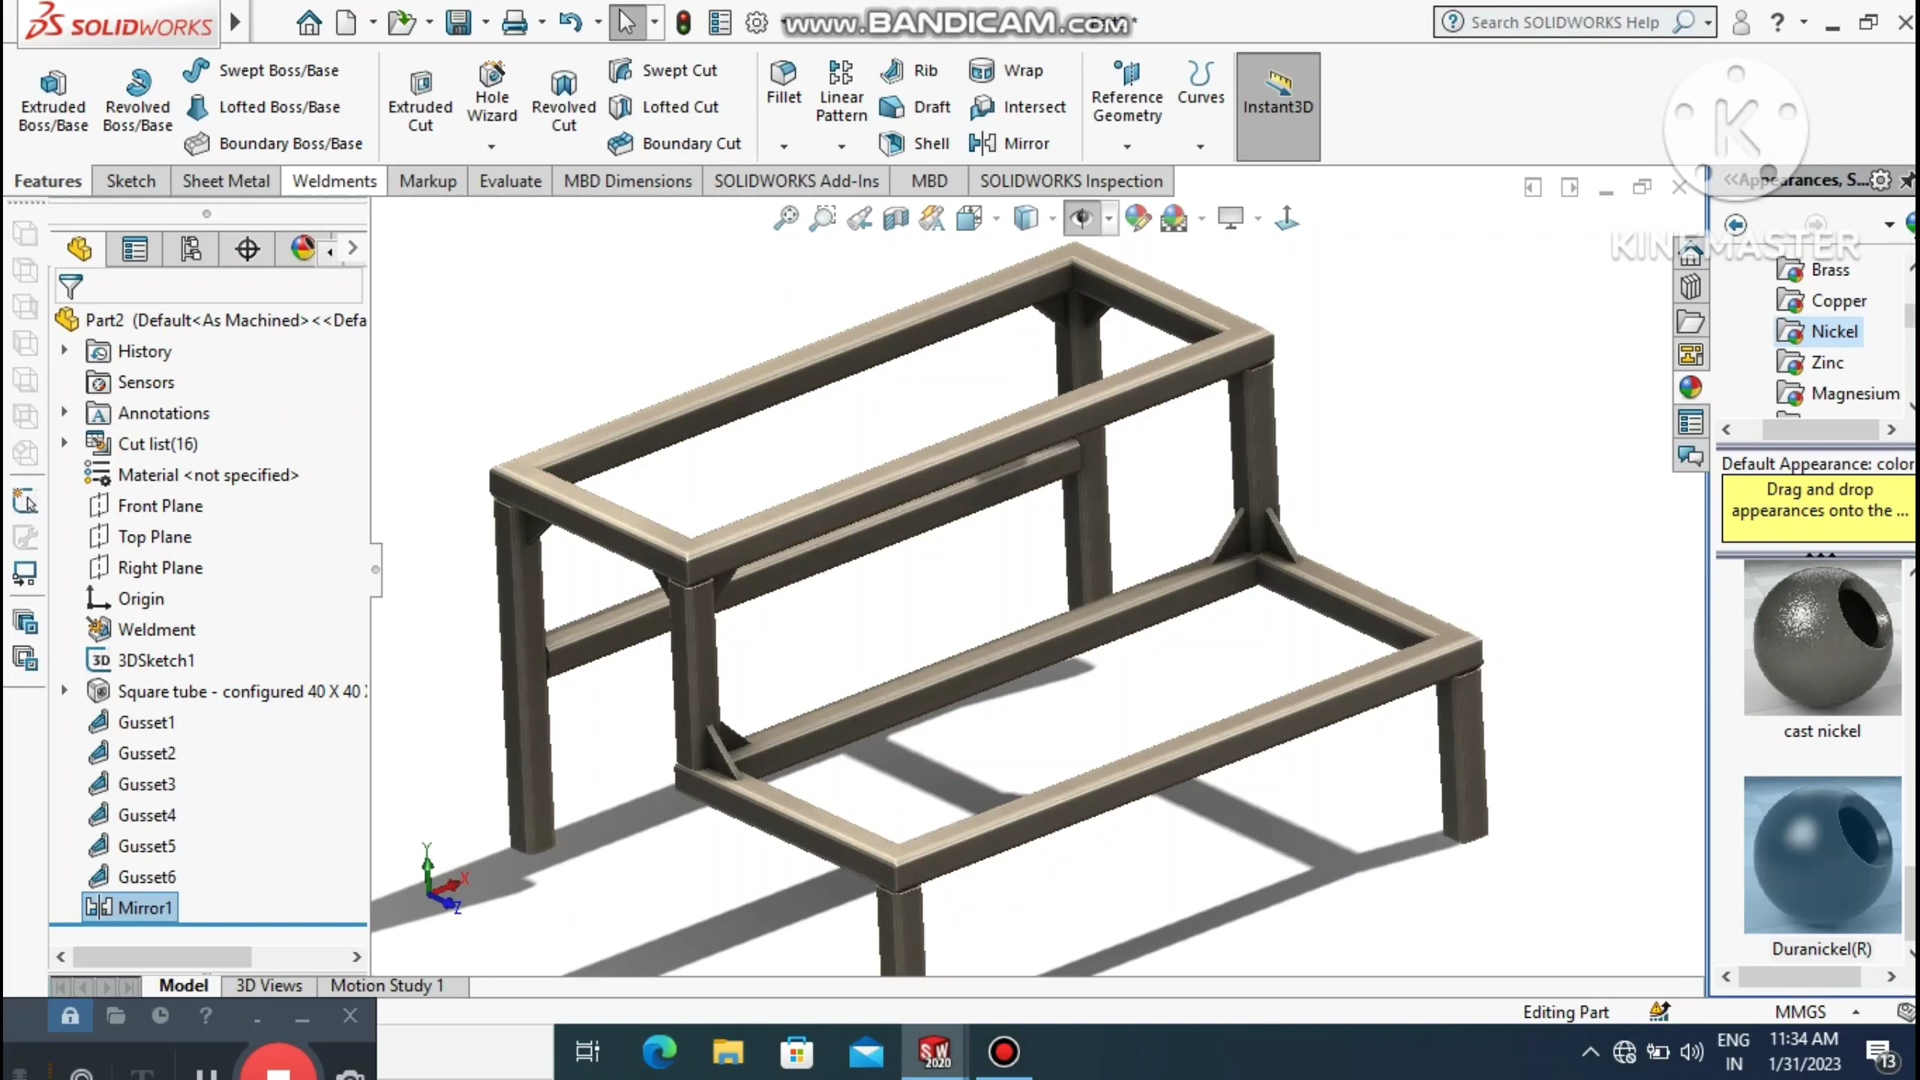 SOLIDWORKS
www.BANDICAM.com
Search SOLIDWORKS Help
Extruded Boss/Base
Revolved Boss/Base
Swept Boss/Base
Lofted Boss/Base
Boundary Boss/Base
Extruded Cut
Hole Wizard
Revolved Cut
Swept Cut
Lofted Cut
Boundary Cut
Fillet
Linear Pattern
Rib
Draft
Shell
Wrap
Intersect
Mirror
Reference Geometry
Curves
Instant3D
K
Features
Sketch
Sheet Metal
Weldments
Markup
Evaluate
MBD Dimensions
SOLIDWORKS Add-Ins
MBD
SOLIDWORKS Inspection
Appearances, S...
KINEMASTER
Part2 (Default<As Machined><<Defa
History
Sensors
Annotations
Cut list(16)
Material <not specified>
Front Plane
Top Plane
Right Plane
Origin
Weldment
3D 3DSketch1
Square tube - configured 40 X 40
Gusset1
Gusset2
Gusset3
Gusset4
Gusset5
Gusset6
Mirror1
Y
X
Z
Brass
Copper
Nickel
Zinc
Magnesium
Default Appearance: color
Drag and drop
appearances onto the ...
cast nickel
Duranickel(R)
Model
3D Views
Motion Study 1
Editing Part
MMGS
SW 2020
ENG
IN
11:34 AM
1/31/2023
13